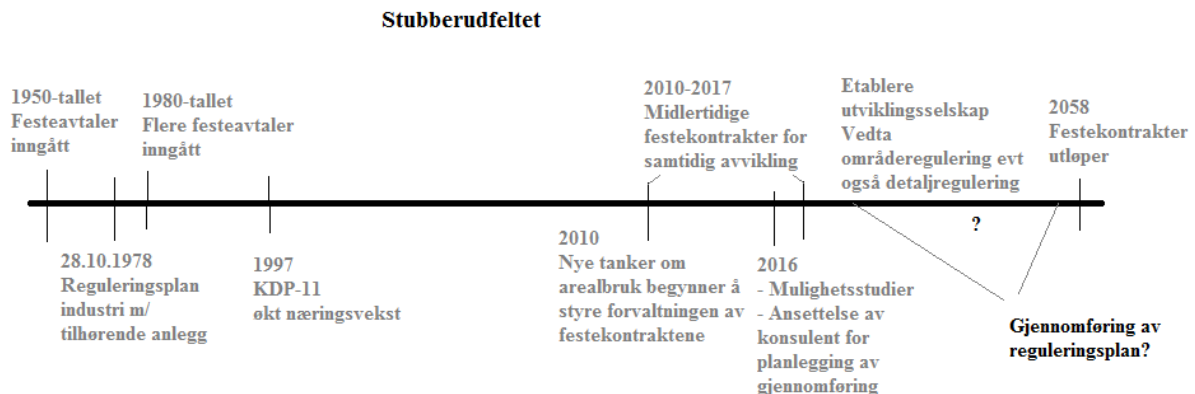 Stubberudfeltet
1950-tallet
Festeavtaler
inngått
1980-tallet
Flere festeavtaler
inngått
2010-2017
Midlertidige
festekontrakter for
samtidig avvikling
Etablere
utviklingsselskap
Vedta
områderegulering evt
også detaljregulering
2058
Festekontrakter
utløper
28.10.1978
Reguleringsplan
industri m/
tilhørende anlegg
1997
KDP-11
økt næringsvekst
2010
Nye tanker om
arealbruk begynner å
styre forvaltningen av
festekontraktene
2016
- Mulighetsstudier
- Ansettelse av
konsulent for
planlegging av
gjennomføring
?
Gjennomføring av
reguleringsplan?